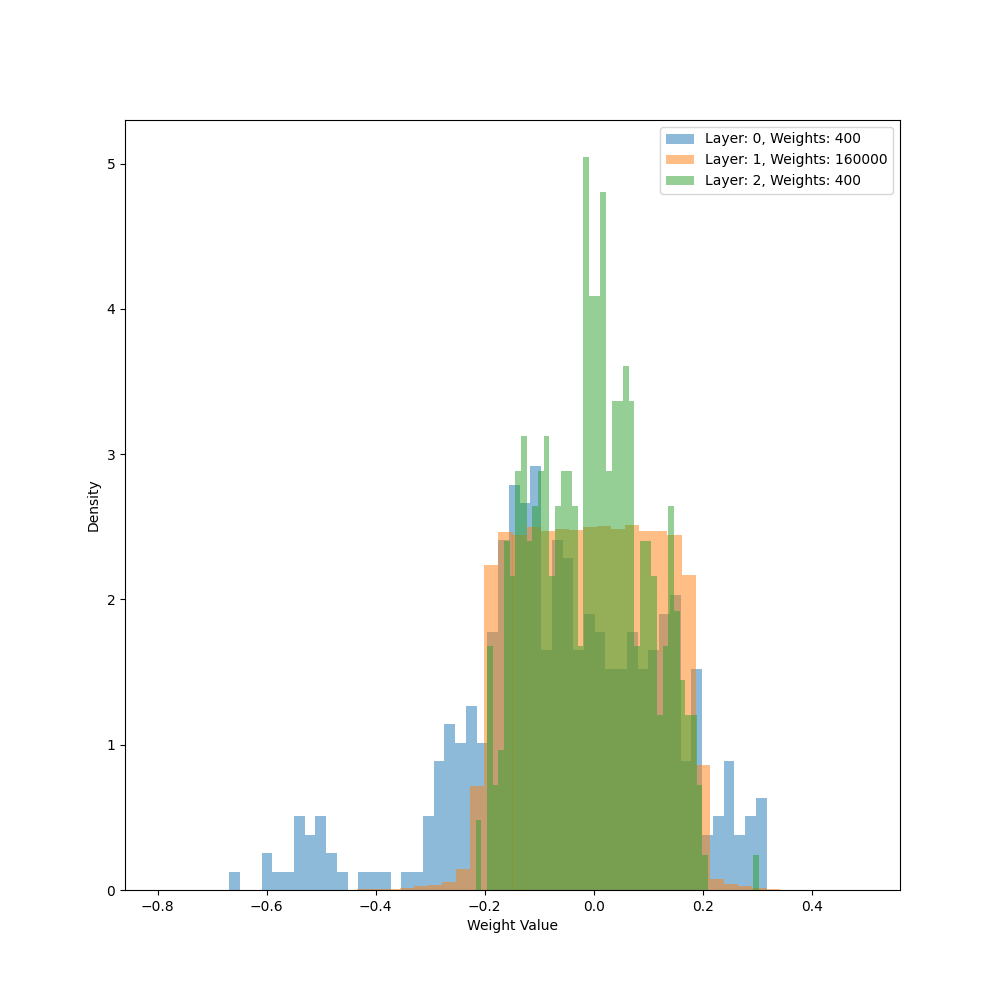 Layer: 0, Weights: 400
Layer: 1, Weights: 160000
Layer: 2, Weights: 400
5
4
3
2
1
0
Density
−0.8 −0.6 −0.4 −0.2 0.0 0.2 0.4
Weight Value